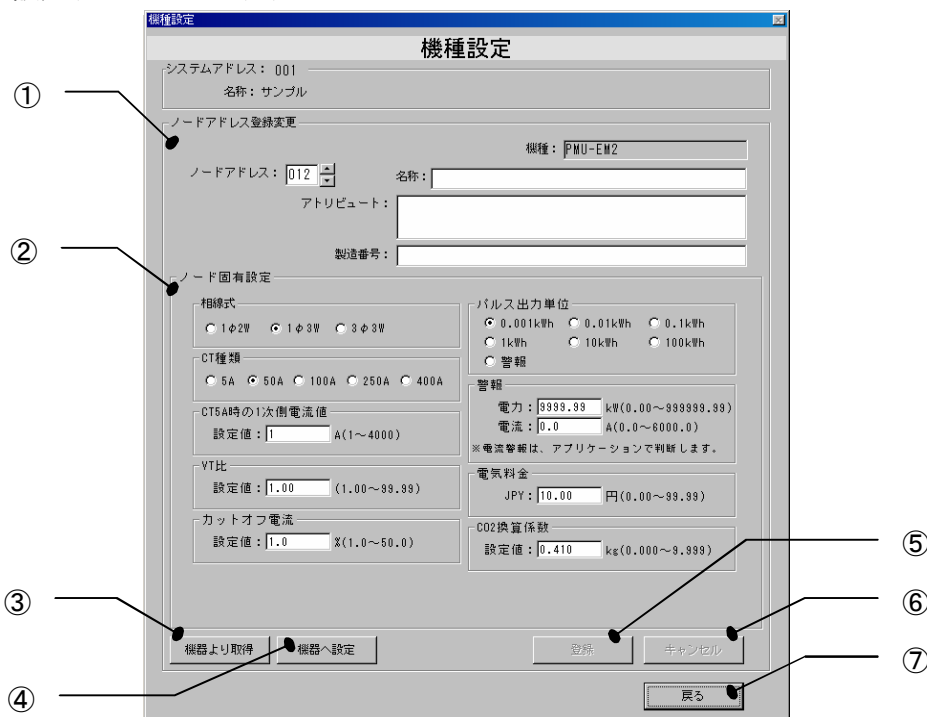 機種設定
機種設定
システムアドレス: 001
名称: サンプル
①
ノードアドレス登録変更
機種: PMU-EM2
ノードアドレス: 012
名称:
アトリビュート:
製造番号:
②
ノード固有設定
相線式
1φ2W 1φ3W 3φ3W
CT種類
5A 50A 100A 250A 400A
CT5A時の1次側電流値
設定値: 1 A(1～4000)
VT比
設定値: 1.00 (1.00～99.99)
カットオフ電流
設定値: 1.0 %(1.0～50.0)
パルス出力単位
0.001kWh 0.01kWh 0.1kWh
1kWh 10kWh 100kWh
警報
警報
電力: 9999.99 kW(0.00～999999.99)
電流: 0.0 A(0.0～6000.0)
※電流警報は、アプリケーションで判断します。
電気料金
JPY: 10.00 円(0.00～99.99)
CO2換算係数
設定値: 0.410 kg(0.000～9.999)
⑤
③
⑥
機器より取得 機器へ設定 登録 キャンセル
⑦
④
戻る